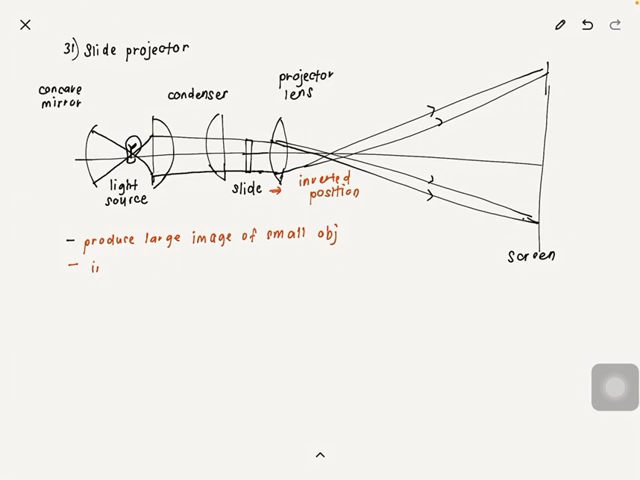 31) Slide projector
concave
mirror
condenser
projector
lens
light
source
slide →
inverted
position
screen
- produce large image of small obj
- in